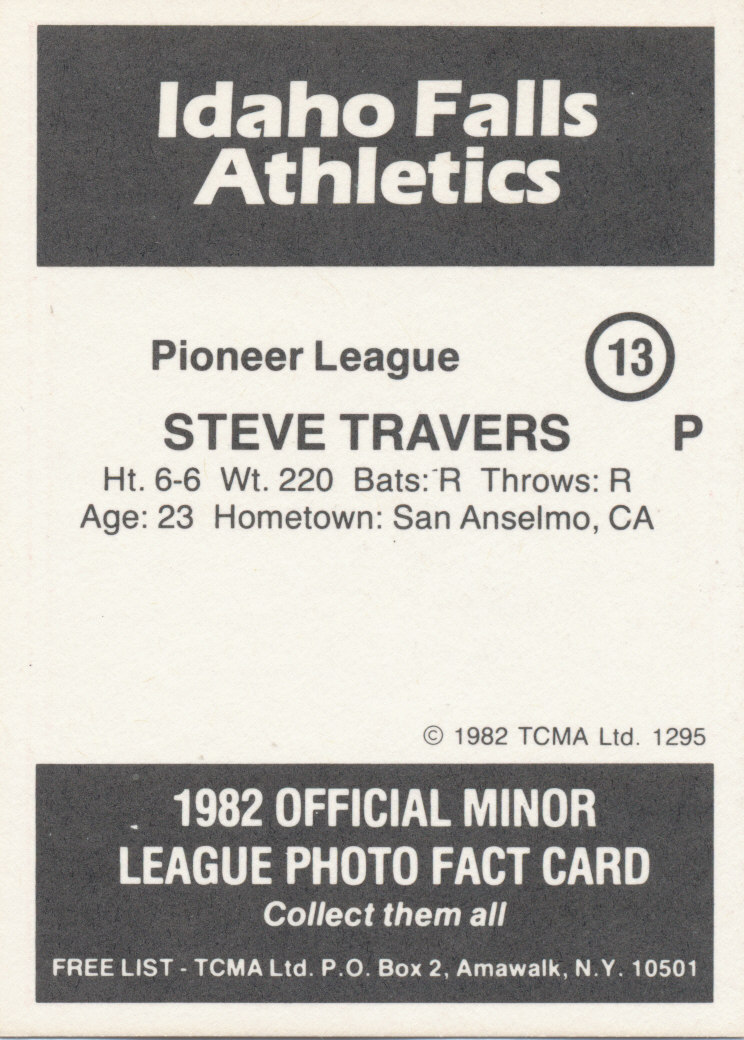 Idaho Falls
Athletics
Pioneer League
13
STEVE TRAVERS P
Ht. 6-6 Wt. 220 Bats: R Throws: R
Age: 23 Hometown: San Anselmo, CA
© 1982 TCMA Ltd. 1295
1982 OFFICIAL MINOR
LEAGUE PHOTO FACT CARD
Collect them all
FREE LIST - TCMA Ltd. P.O. Box 2, Amawalk, N.Y. 10501